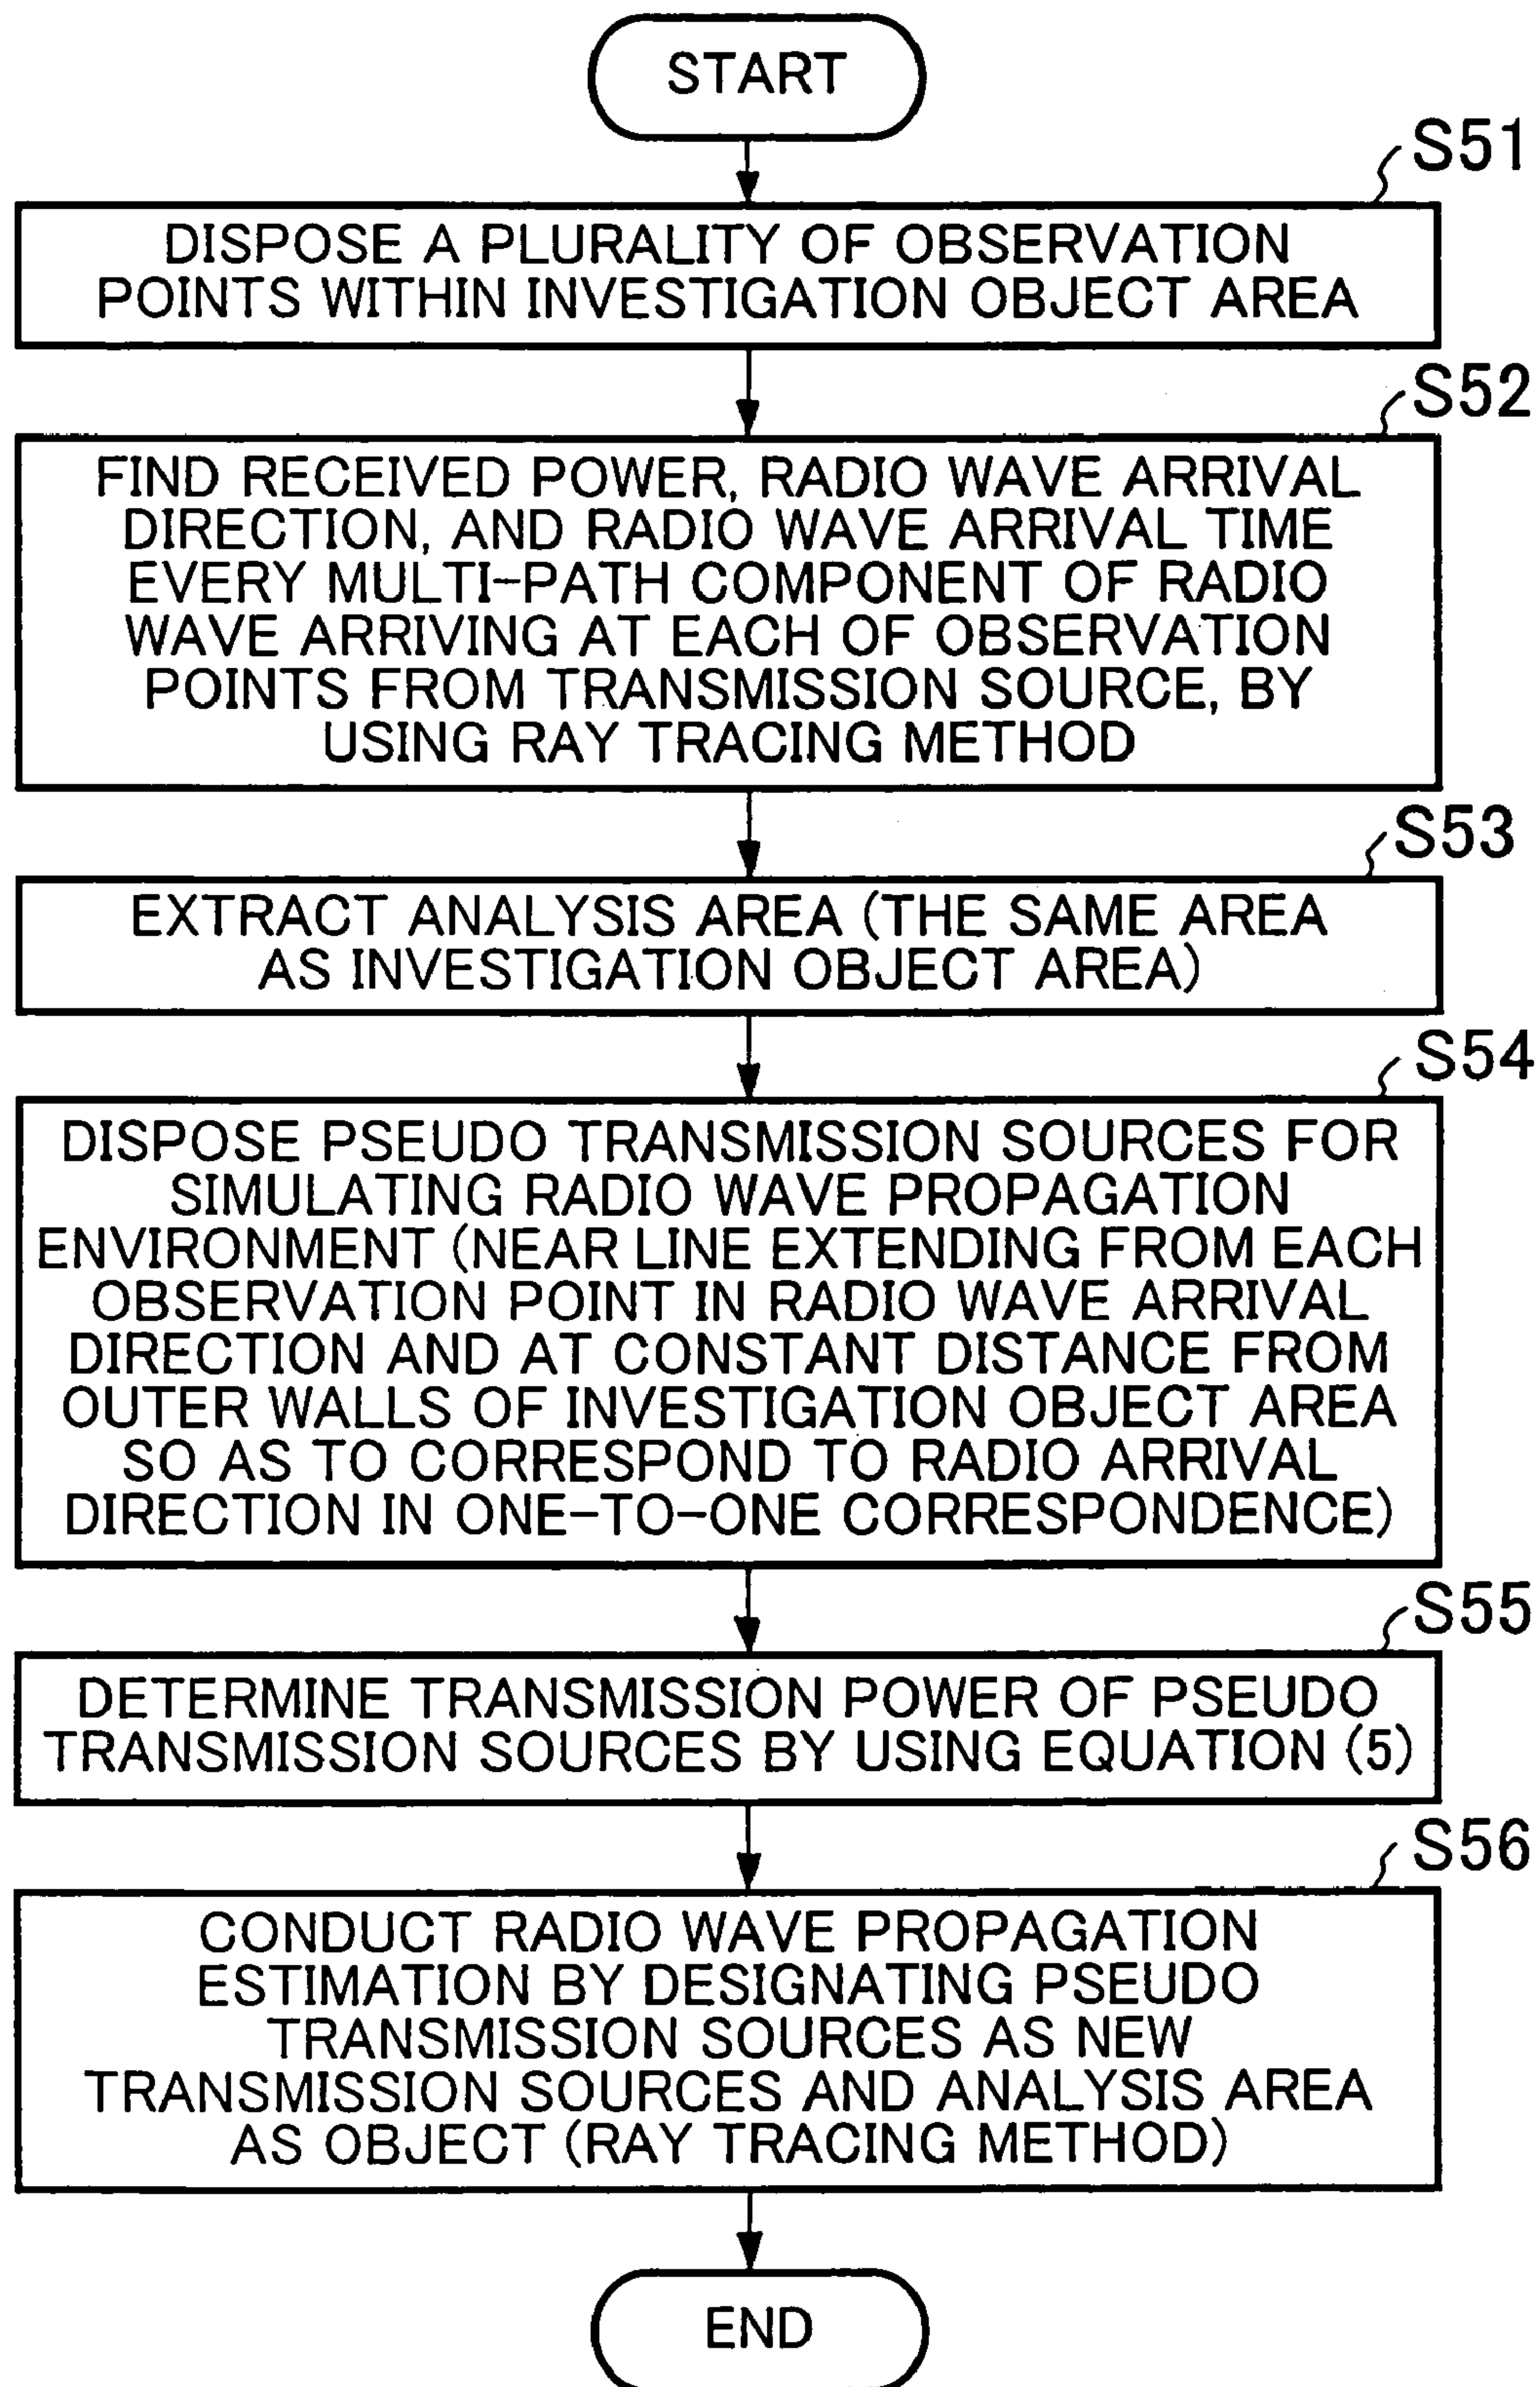 START
S51
DISPOSE A PLURALITY OF OBSERVATION
POINTS WITHIN INVESTIGATION OBJECT AREA
S52
FIND RECEIVED POWER, RADIO WAVE ARRIVAL
DIRECTION, AND RADIO WAVE ARRIVAL TIME
EVERY MULTI-PATH COMPONENT OF RADIO
WAVE ARRIVING AT EACH OF OBSERVATION
POINTS FROM TRANSMISSION SOURCE, BY
USING RAY TRACING METHOD
S53
EXTRACT ANALYSIS AREA (THE SAME AREA
AS INVESTIGATION OBJECT AREA)
S54
DISPOSE PSEUDO TRANSMISSION SOURCES FOR
SIMULATING RADIO WAVE PROPAGATION
ENVIRONMENT (NEAR LINE EXTENDING FROM EACH
OBSERVATION POINT IN RADIO WAVE ARRIVAL
DIRECTION AND AT CONSTANT DISTANCE FROM
OUTER WALLS OF INVESTIGATION OBJECT AREA
SO AS TO CORRESPOND TO RADIO ARRIVAL
DIRECTION IN ONE-TO-ONE CORRESPONDENCE)
S55
DETERMINE TRANSMISSION POWER OF PSEUDO
TRANSMISSION SOURCES BY USING EQUATION (5)
S56
CONDUCT RADIO WAVE PROPAGATION
ESTIMATION BY DESIGNATING PSEUDO
TRANSMISSION SOURCES AS NEW
TRANSMISSION SOURCES AND ANALYSIS AREA
AS OBJECT (RAY TRACING METHOD)
END